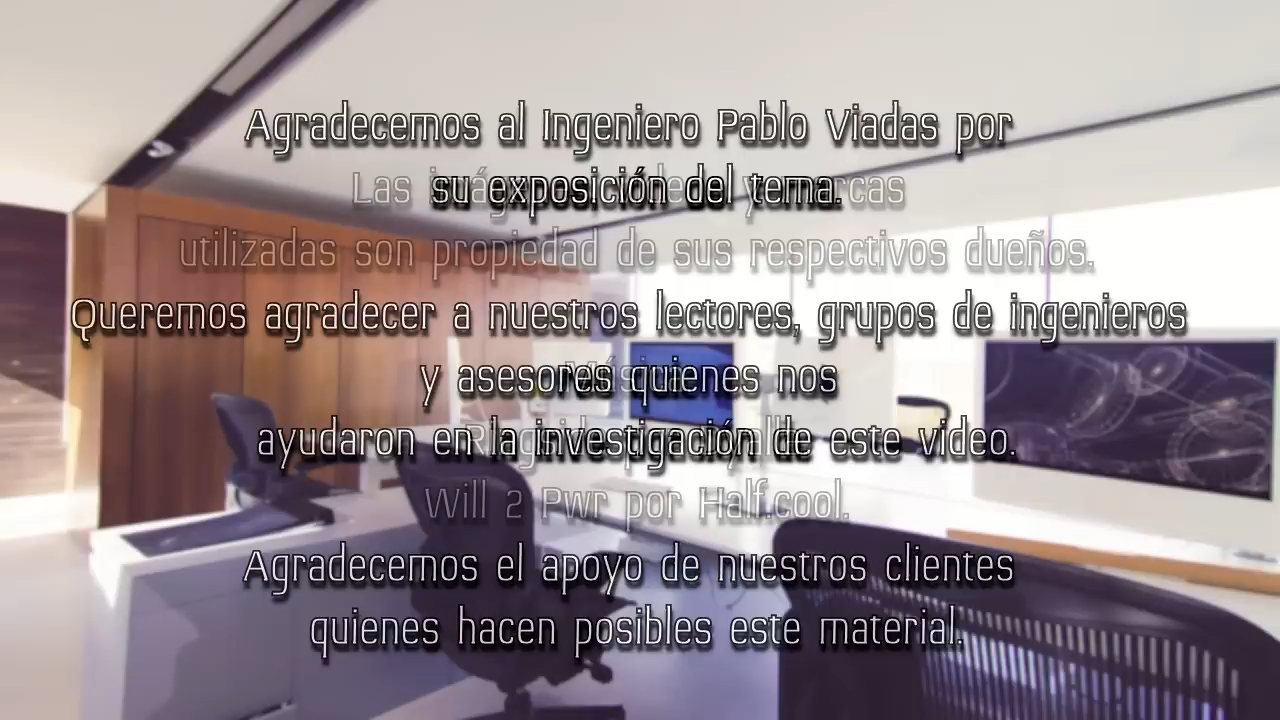 Agradecemos al Ingeniero Pablo Viadas por
su exposición del tema.
Las
utilizadas son propiedad de sus respectivos dueños.
Queremos agradecer a nuestros lectores, grupos de ingenieros
y asesores quienes nos
ayudaron en la investigación de este video.
Will 2 Pwr por Half.cool.
Agradecemos el apoyo de nuestros clientes
quienes hacen posibles este material.